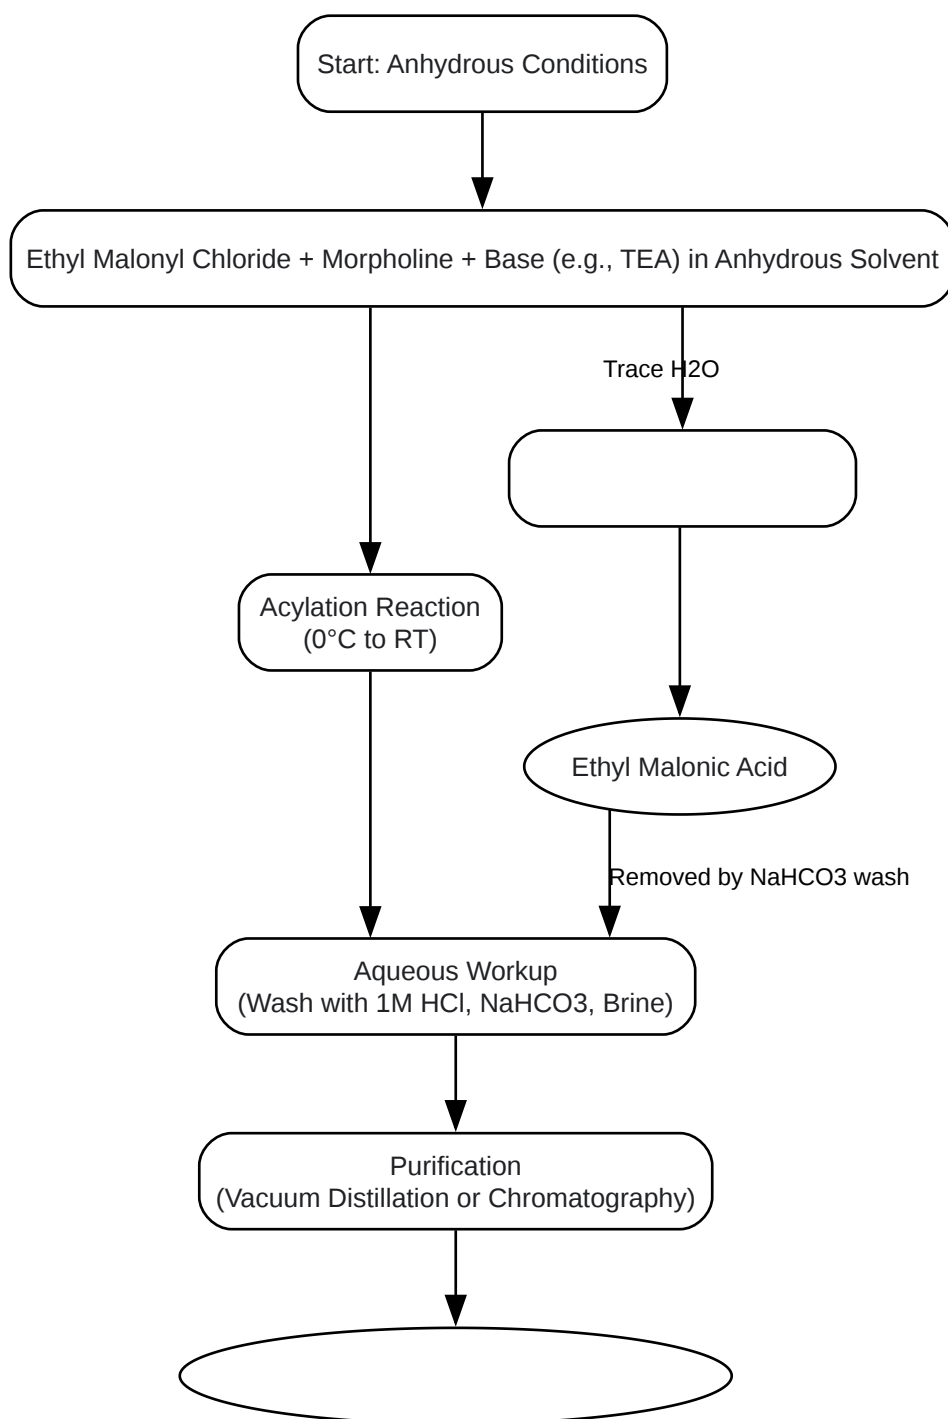 Start: Anhydrous Conditions
Ethyl Malonyl Chloride + Morpholine + Base (e.g., TEA) in Anhydrous Solvent
Trace H2O
Acylation Reaction
(0°C to RT)
Ethyl Malonic Acid
Removed by NaHCO3 wash
Aqueous Workup
(Wash with 1M HCl, NaHCO3, Brine)
Purification
(Vacuum Distillation or Chromatography)